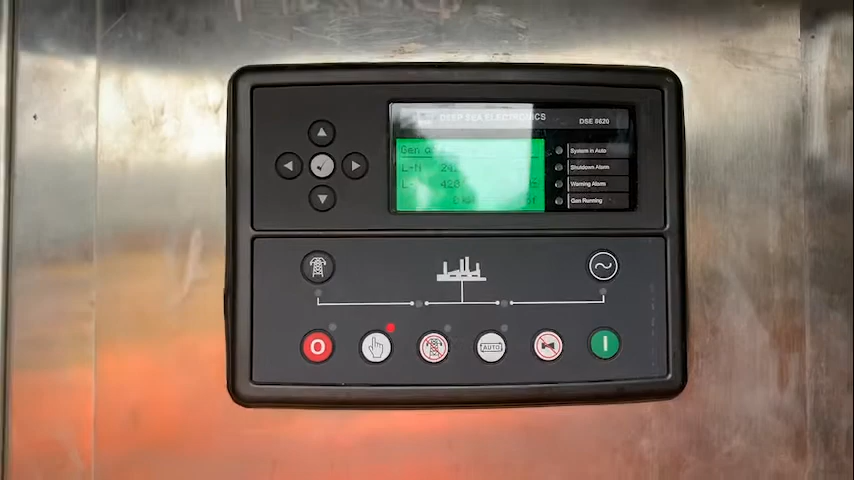 DEEP SEA ELECTRONICS
DSE 8620
Gen
L-N
L-
System in Auto
Shutdown Alarm
Warning Alarm
Gen Running
O
AUTO
I